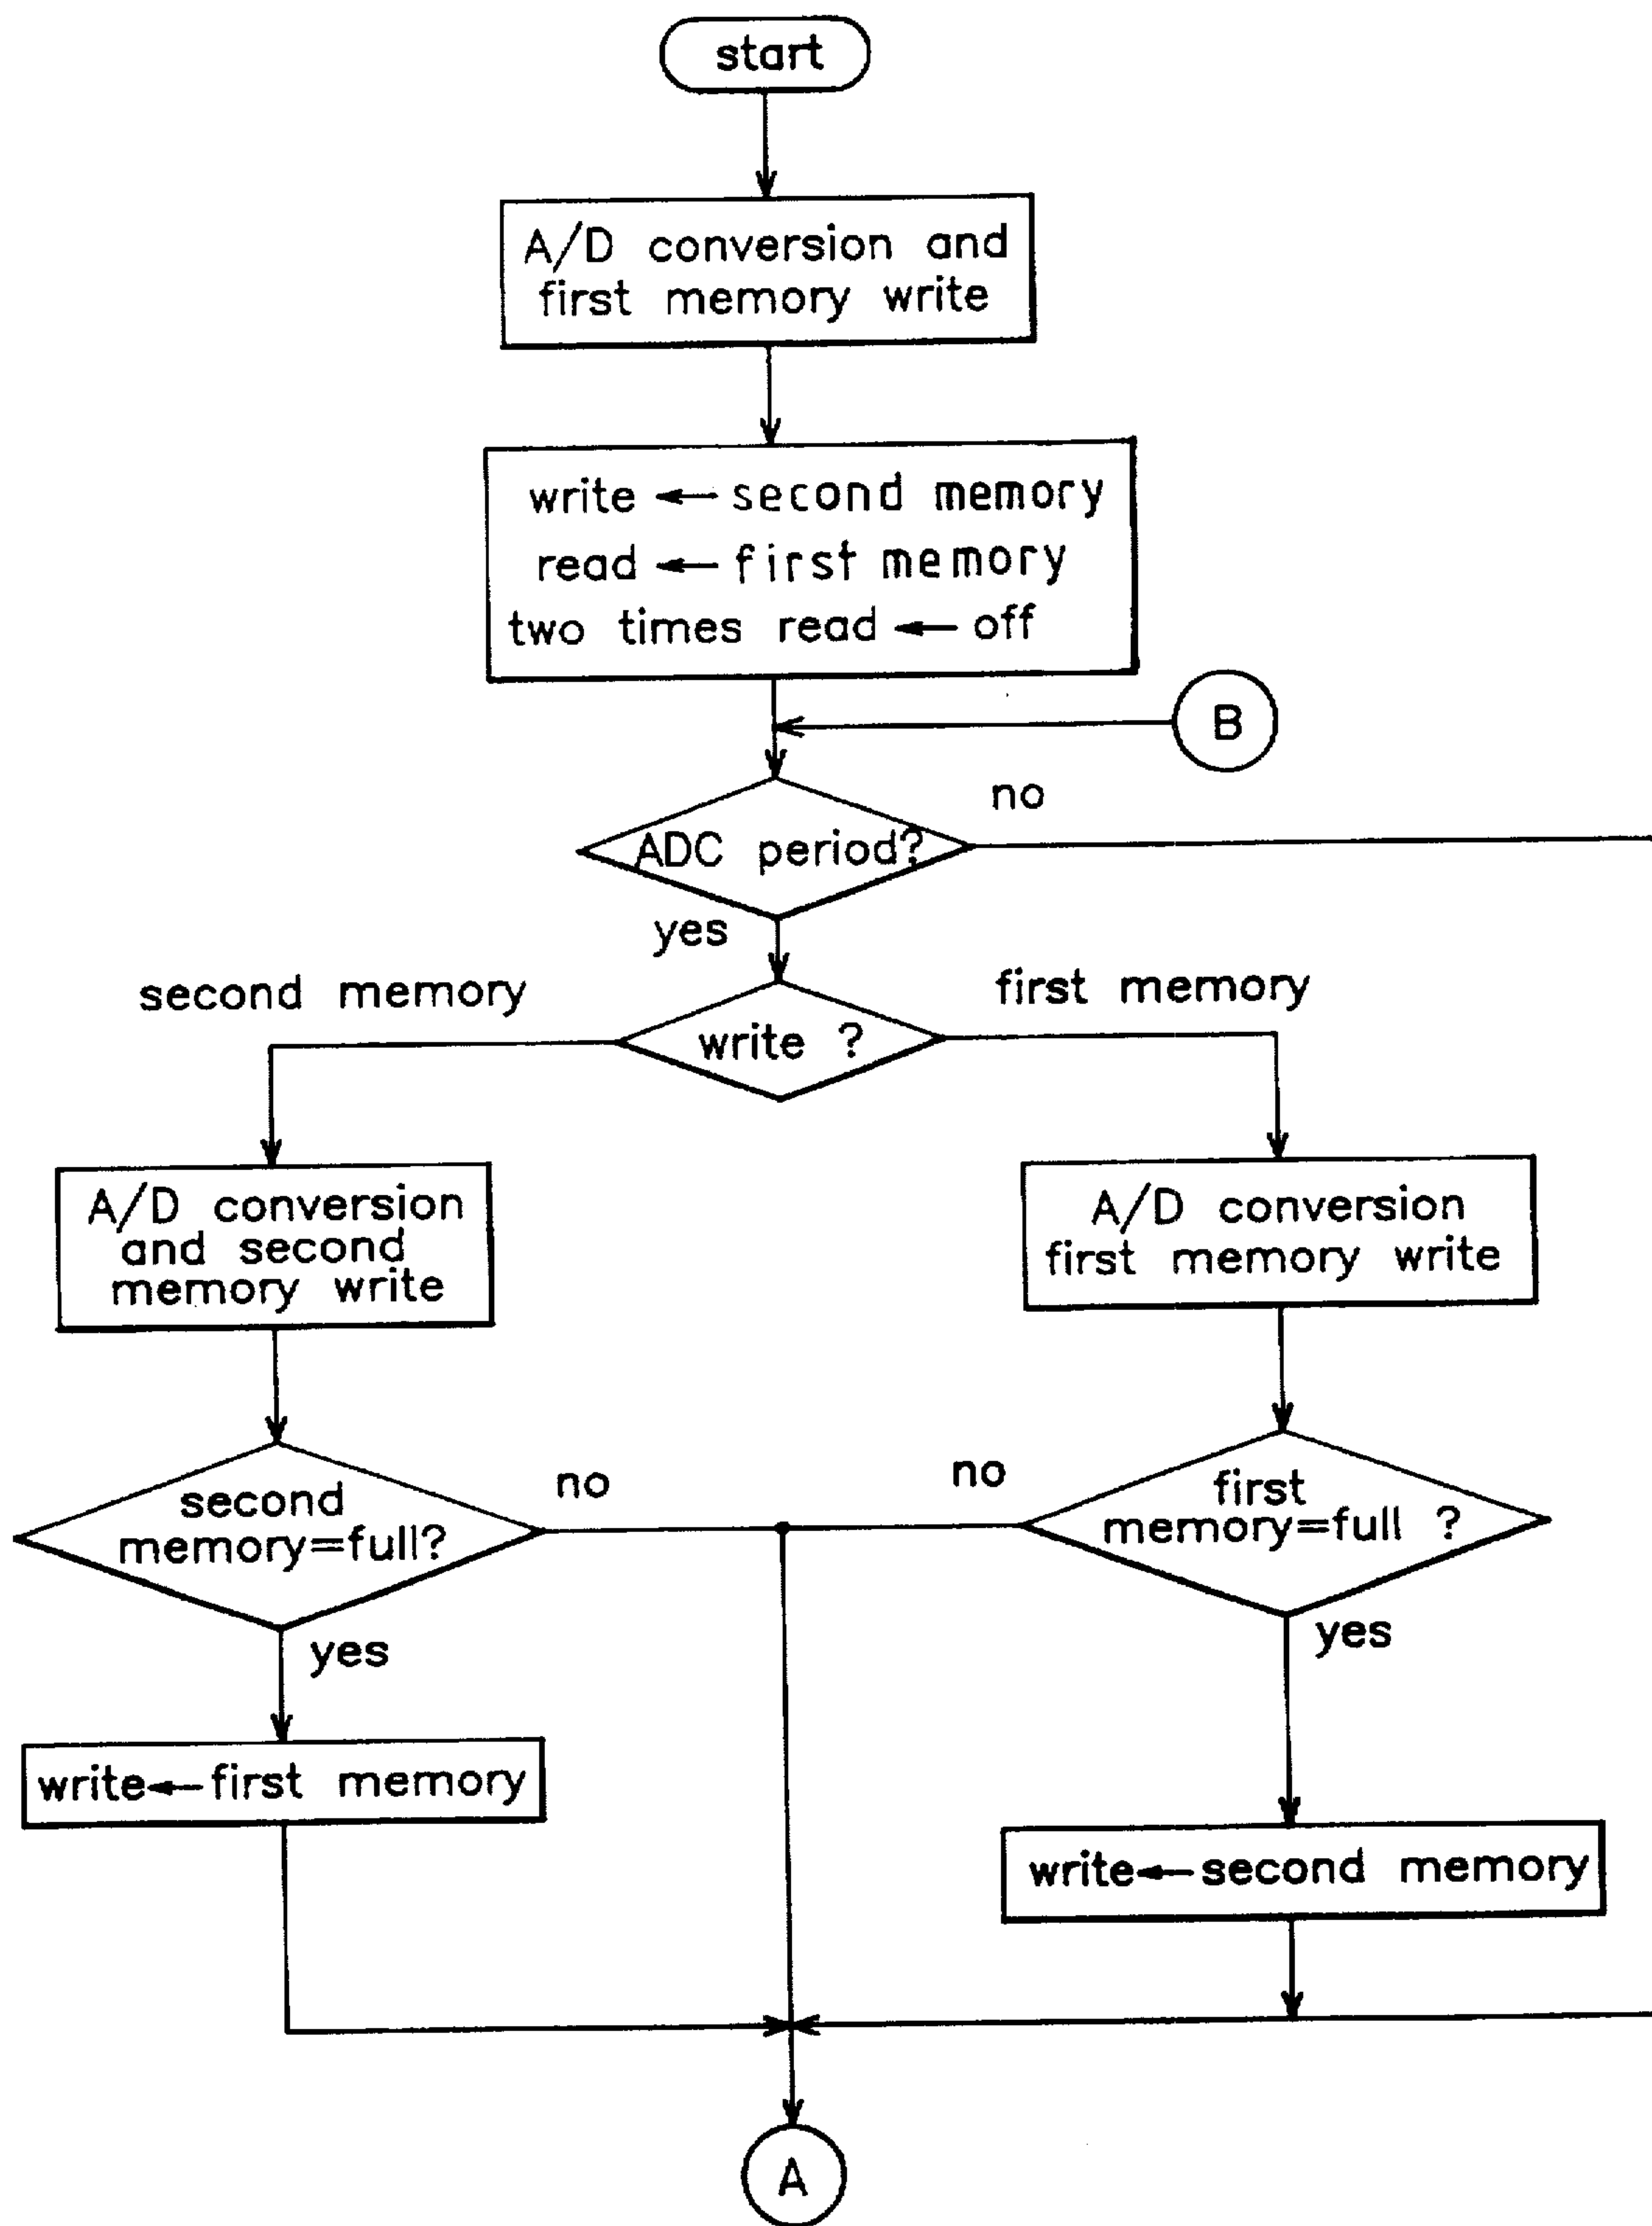 start
A/D conversion and
first memory write
write ← second memory
read ← first memory
two times read ← off
B
no
ADC period?
yes
second memory
first memory
write ?
A/D conversion
and second
memory write
A/D conversion
first memory write
second
memory=full?
no
no
first
memory=full ?
yes
yes
write←first memory
write←second memory
A